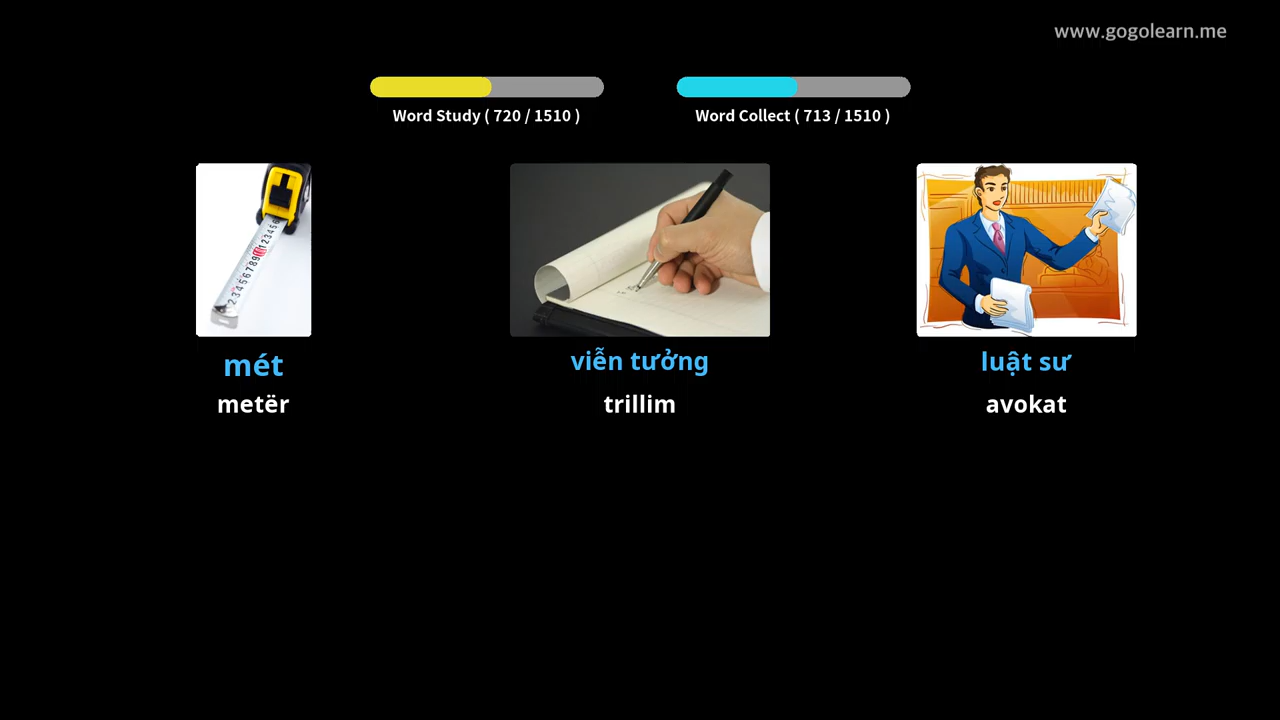 www.gogolearn.me
Word Study ( 720 / 1510 )
Word Collect ( 713 / 1510 )
mét
metër
viễn tưởng
trillim
luật sư
avokat